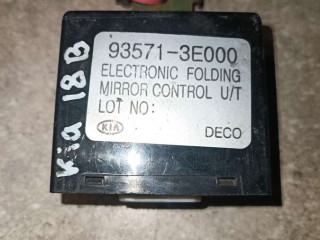 93571-3E000
ELECTRONIC FOLDING
MIRROR CONTROL U/T
LOT NO:
KIA
DECO
Kia 18B